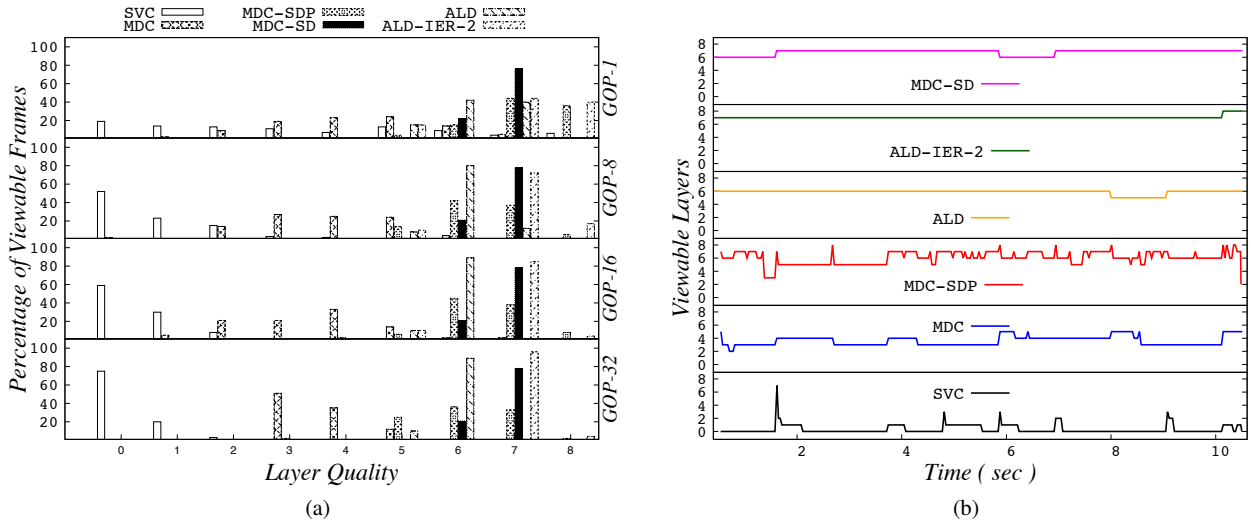 SVC MDC-SDP ALD
MDC MDC-SD ALD-IER-2
Percentage of Viewable Frames
100
80
60
40
20
GOP-1
100
80
60
40
20
GOP-8
100
80
60
40
20
GOP-16
100
80
60
40
20
GOP-32
0 1 2 3 4 5 6 7 8
Layer Quality
(a)
Viewable Layers
8
6
4
2
0
MDC-SD
8
6
4
2
0
ALD-IER-2
8
6
4
2
0
ALD
8
6
4
2
0
MDC-SDP
8
6
4
2
0
MDC
8
6
4
2
0
SVC
2 4 6 8 10
Time ( sec )
(b)